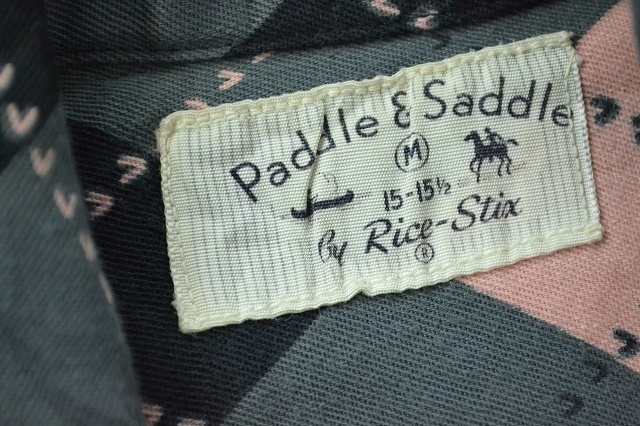 Paddle & Saddle
M
15-15½
By Rice-Stix
®